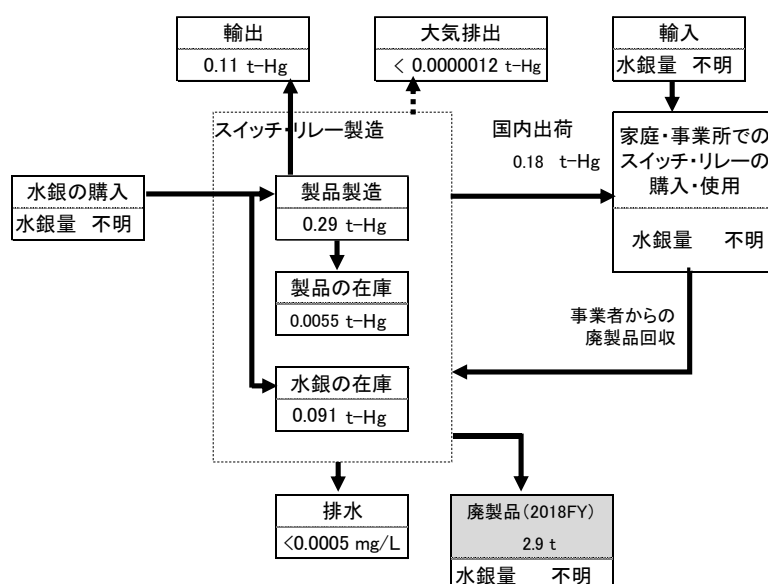 輸出
0.11 t-Hg
大気排出
< 0.0000012 t-Hg
輸入
水銀量 不明
スイッチ・リレー製造
国内出荷
0.18 t-Hg
家庭・事業所での
スイッチ・リレーの
購入・使用
水銀量 不明
水銀の購入
水銀量 不明
製品製造
0.29 t-Hg
製品の在庫
0.0055 t-Hg
事業者からの
廃製品回収
水銀の在庫
0.091 t-Hg
排水
<0.0005 mg/L
廃製品(2018FY)
2.9 t
水銀量 不明